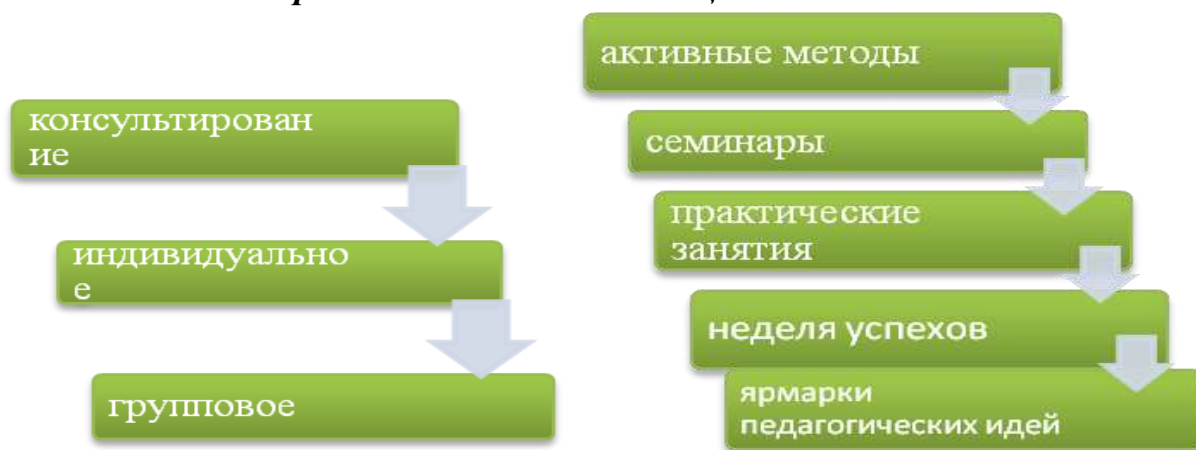 консультирован
ие
индивидуально
е
групповое
активные методы
семинары
практические
занятия
неделя успехов
ярмарки
педагогических идей